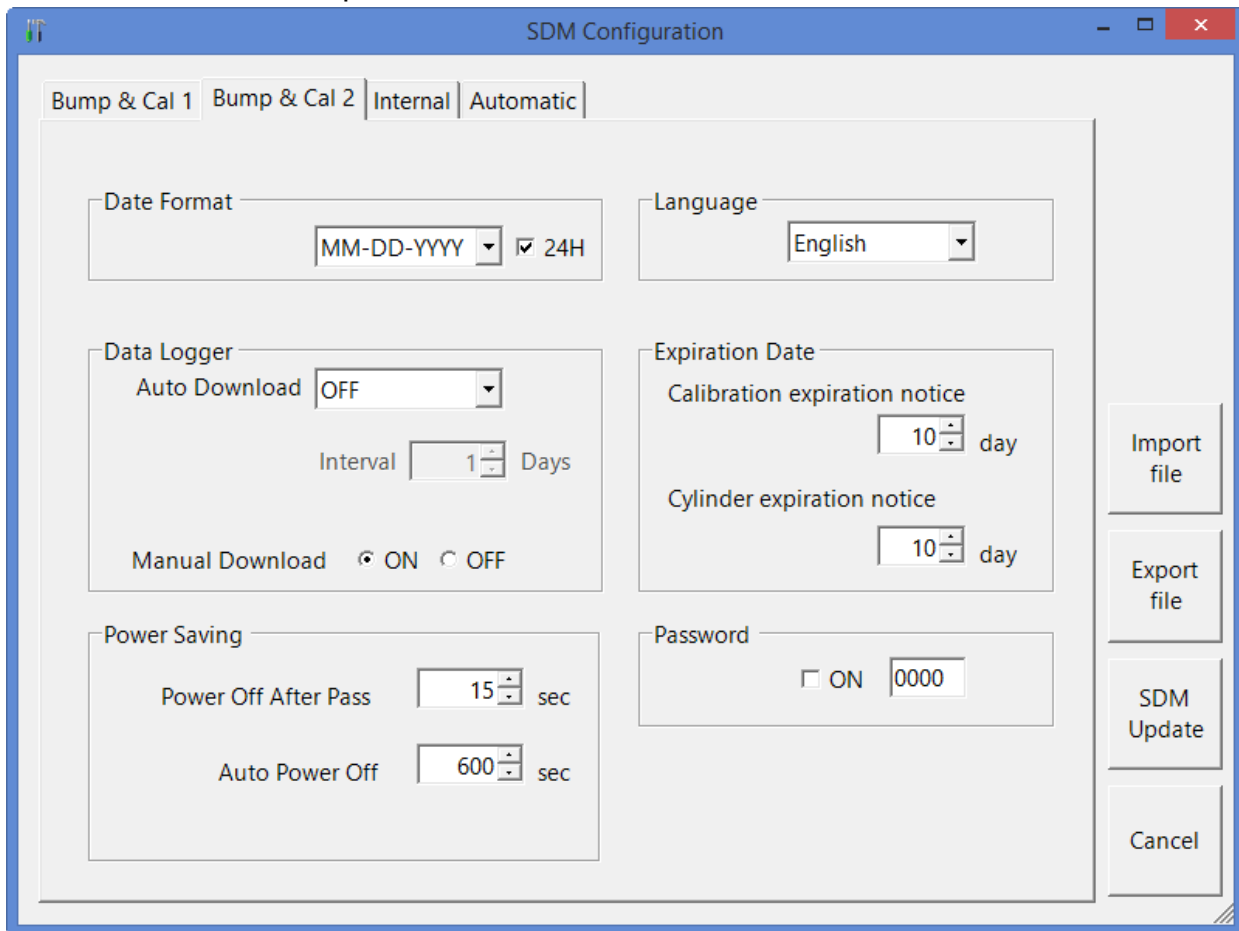 SDM Configuration
Bump & Cal 1 Bump & Cal 2 Internal Automatic
Date Format
MM-DD-YYYY 24H
Language
English
Data Logger
Auto Download OFF
Interval 1 Days
Manual Download ON OFF
Expiration Date
Calibration expiration notice
10 day
Cylinder expiration notice
10 day
Power Saving
Power Off After Pass 15 sec
Auto Power Off 600 sec
Password
ON 0000
Import
file
Export
file
SDM
Update
Cancel